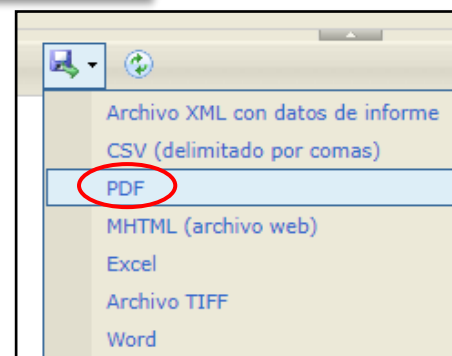 Archivo XML con datos de informe
CSV (delimitado por comas)
PDF
MHTML (archivo web)
Excel
Archivo TIFF
Word